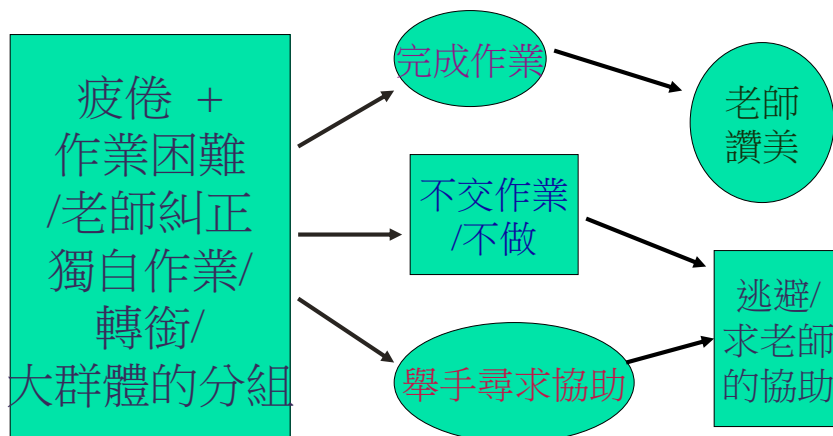 疲倦 +
作業困難
/老師糾正
獨自作業/
轉銜/
大群體的分組
完成作業
老師
讚美
不交作業
/不做
逃避/
求老師
的協助
舉手尋求協助